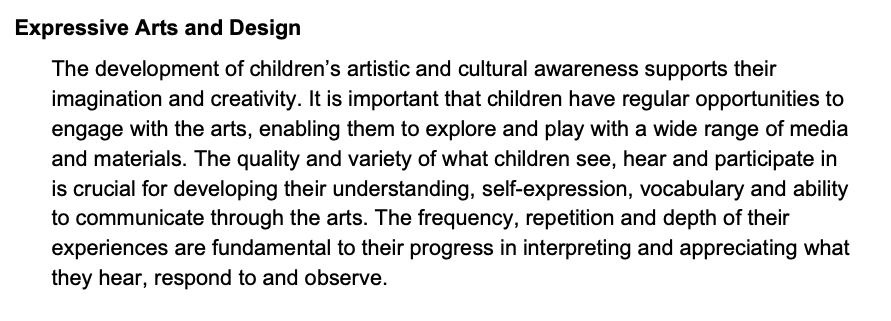 Expressive Arts and Design
The development of children’s artistic and cultural awareness supports their
imagination and creativity. It is important that children have regular opportunities to
engage with the arts, enabling them to explore and play with a wide range of media
and materials. The quality and variety of what children see, hear and participate in
is crucial for developing their understanding, self-expression, vocabulary and ability
to communicate through the arts. The frequency, repetition and depth of their
experiences are fundamental to their progress in interpreting and appreciating what
they hear, respond to and observe.